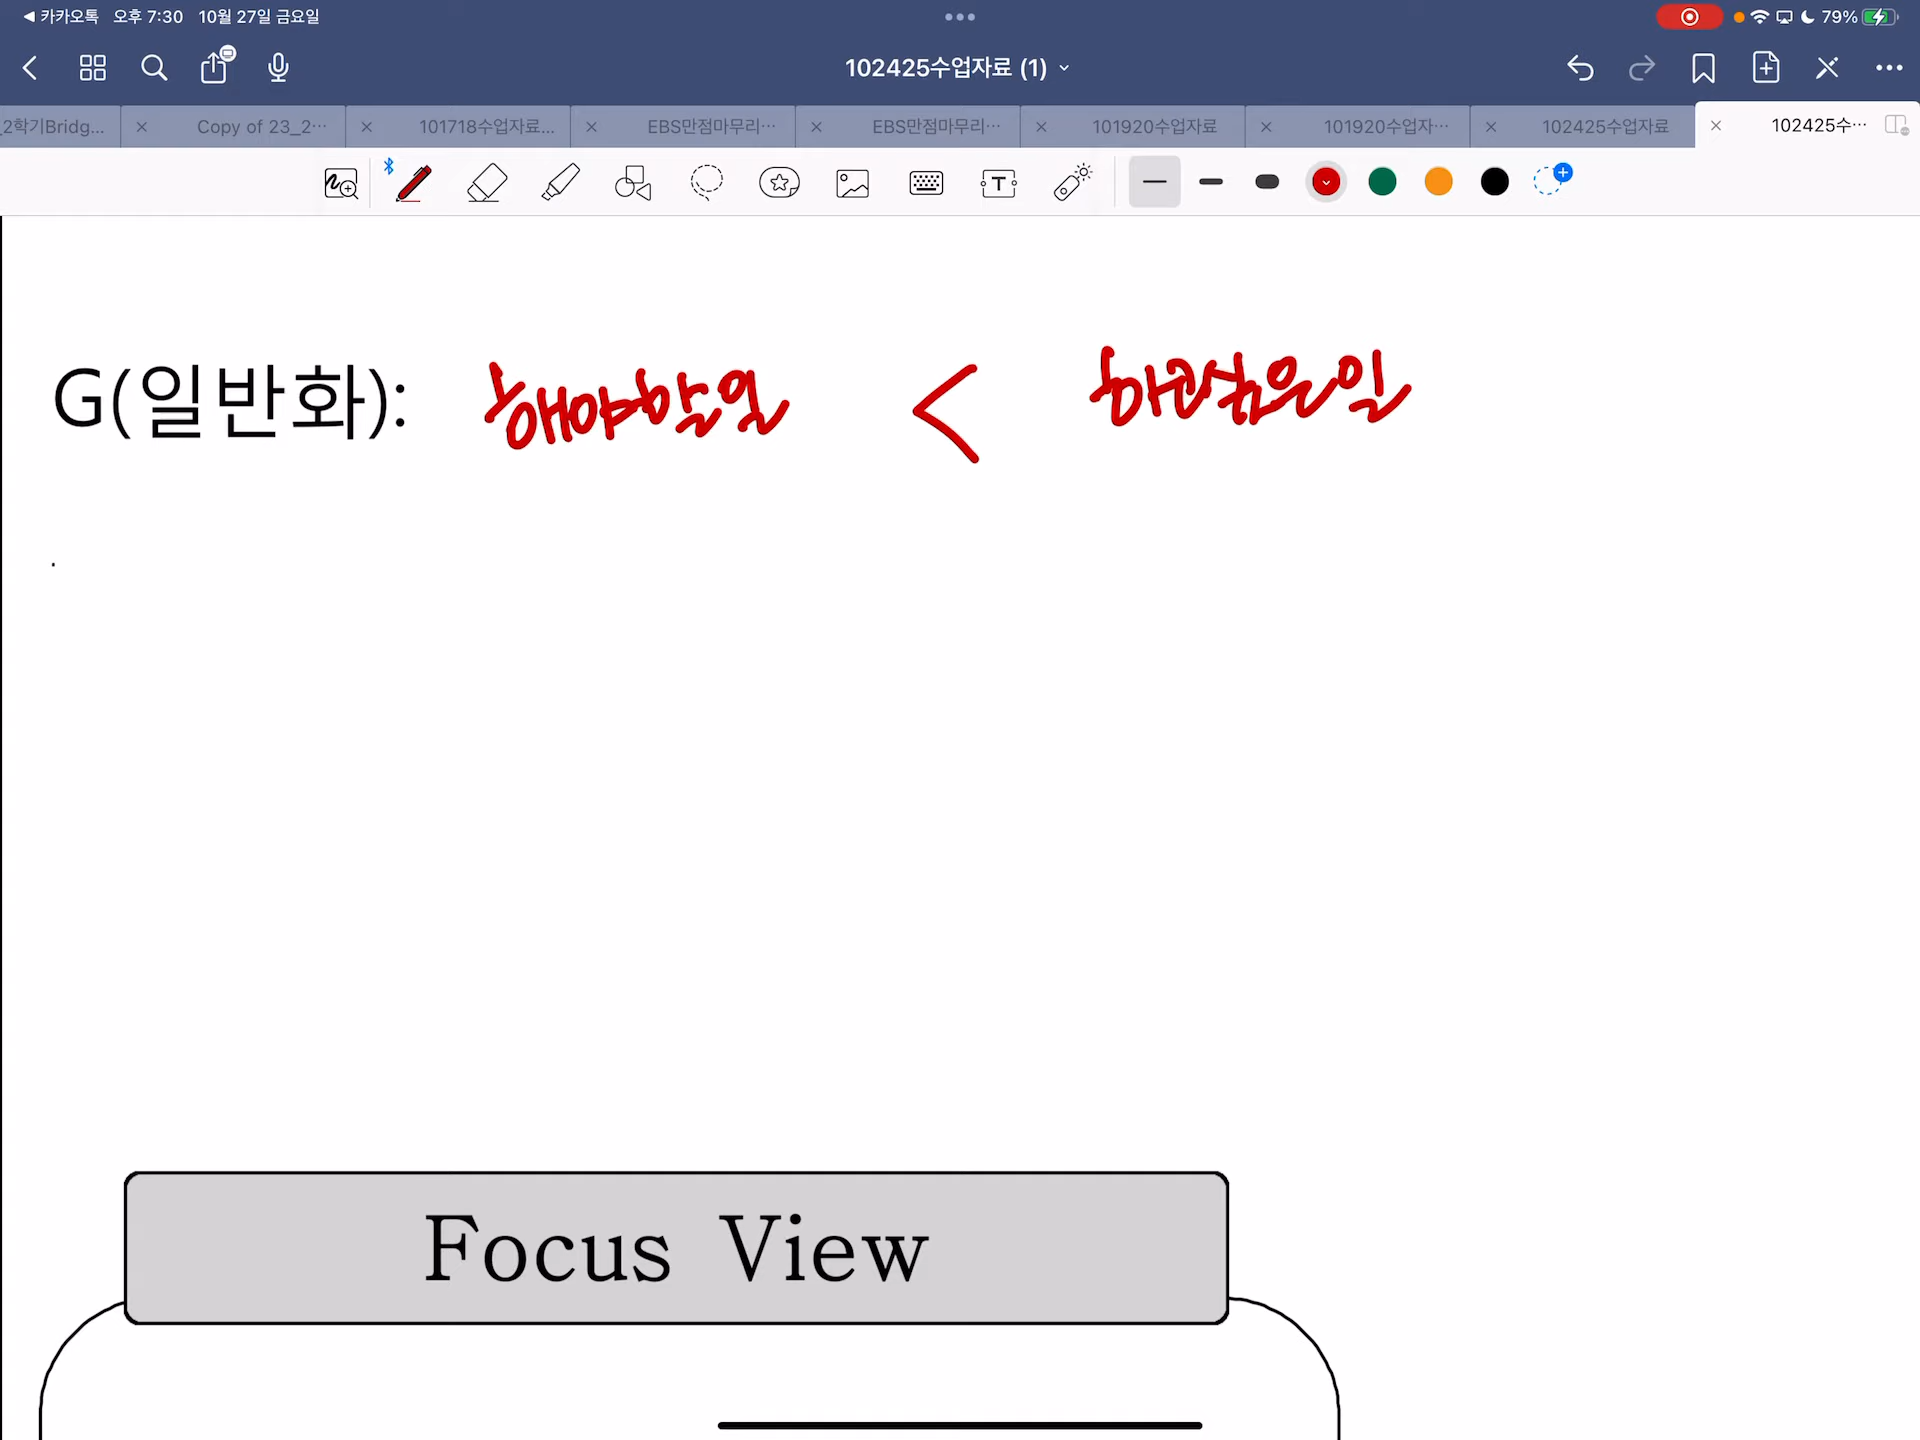 ◀ 카카오톡 오후 7:30 10월 27일 금요일 79%
102425수업자료 (1)
_2학기Bridg... Copy of 23_2... 101718수업자료... EBS만점마무리... EBS만점마무리... 101920수업자료 101920수업자... 102425수업자료 102425수...
T
G(일반화): 해야할일 < 하고싶은일
Focus View